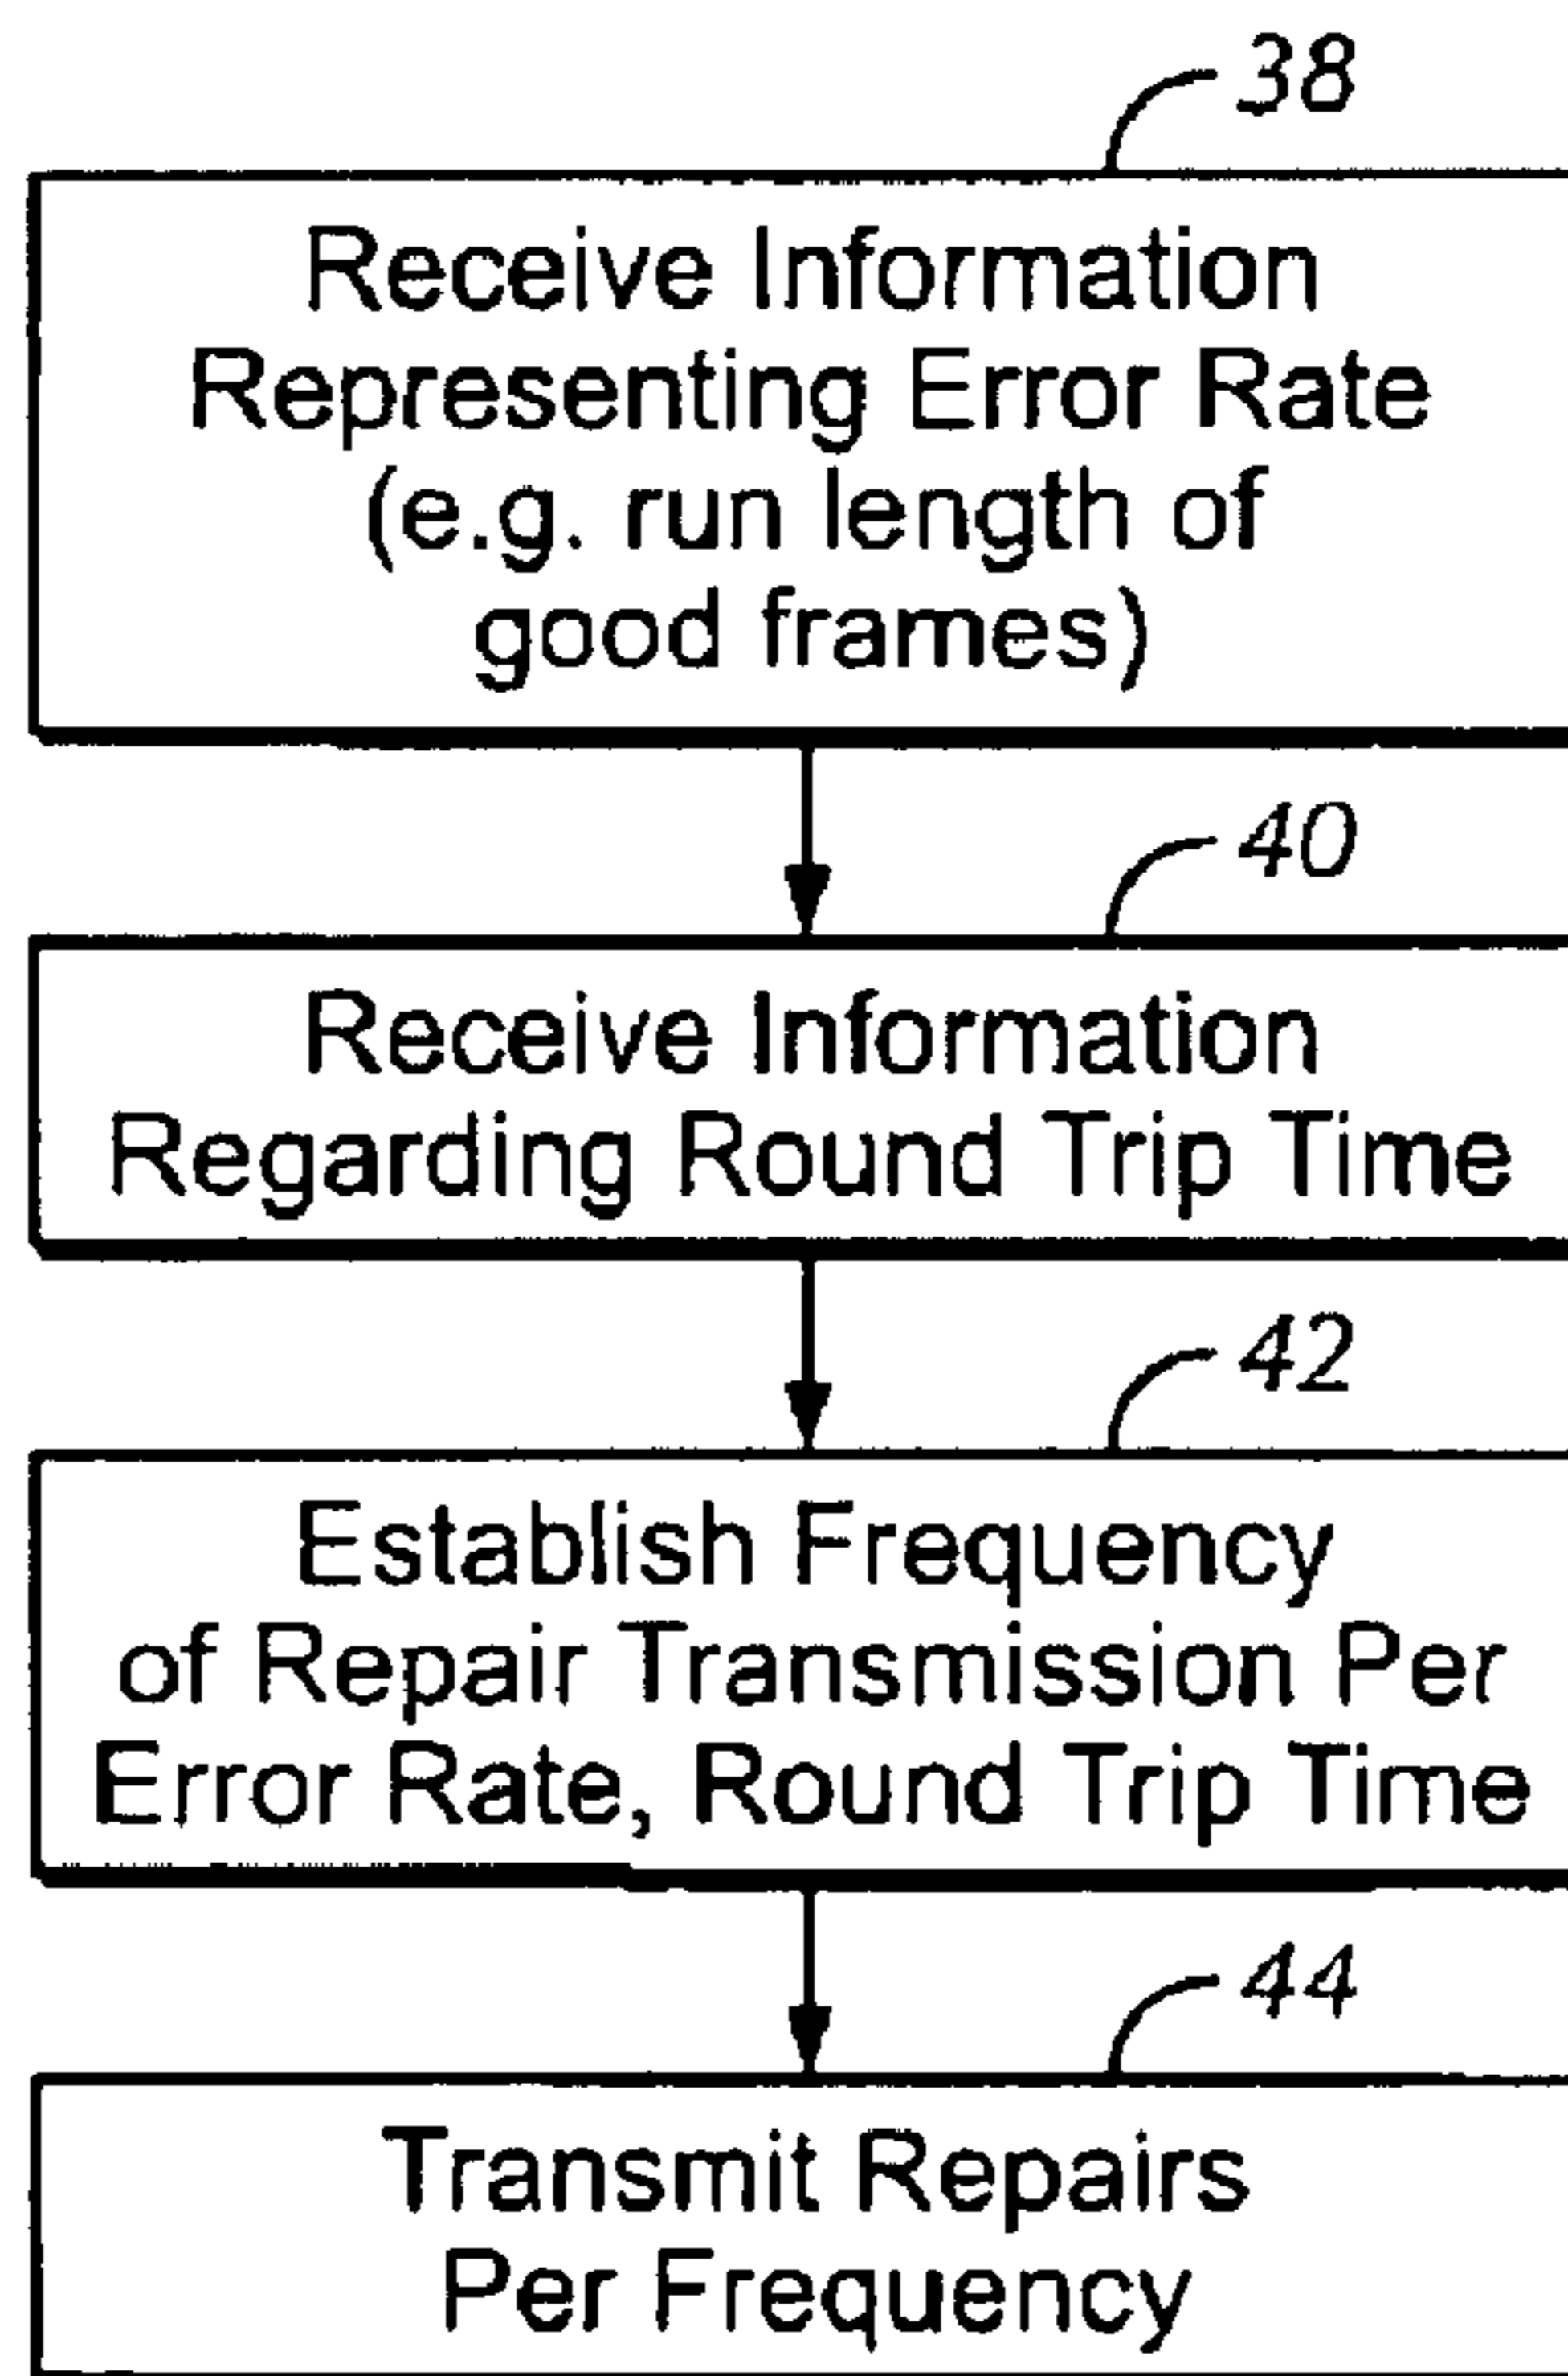 38
Receive Information
Representing Error Rate
(e.g. run length of
good frames)
40
Receive Information
Regarding Round Trip Time
42
Establish Frequency
of Repair Transmission Per
Error Rate, Round Trip Time
44
Transmit Repairs
Per Frequency